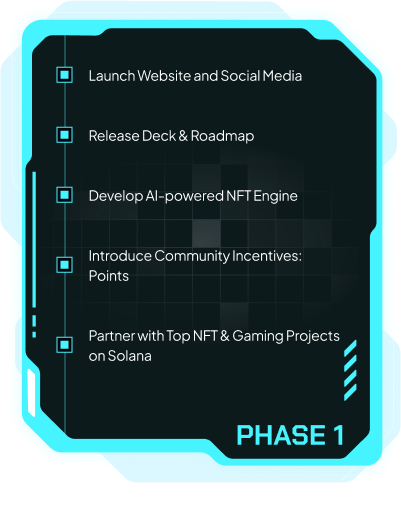 Launch Website and Social Media
Release Deck & Roadmap
Develop AI-powered NFT Engine
Introduce Community Incentives:
Points
Partner with Top NFT & Gaming Projects
on Solana
PHASE 1